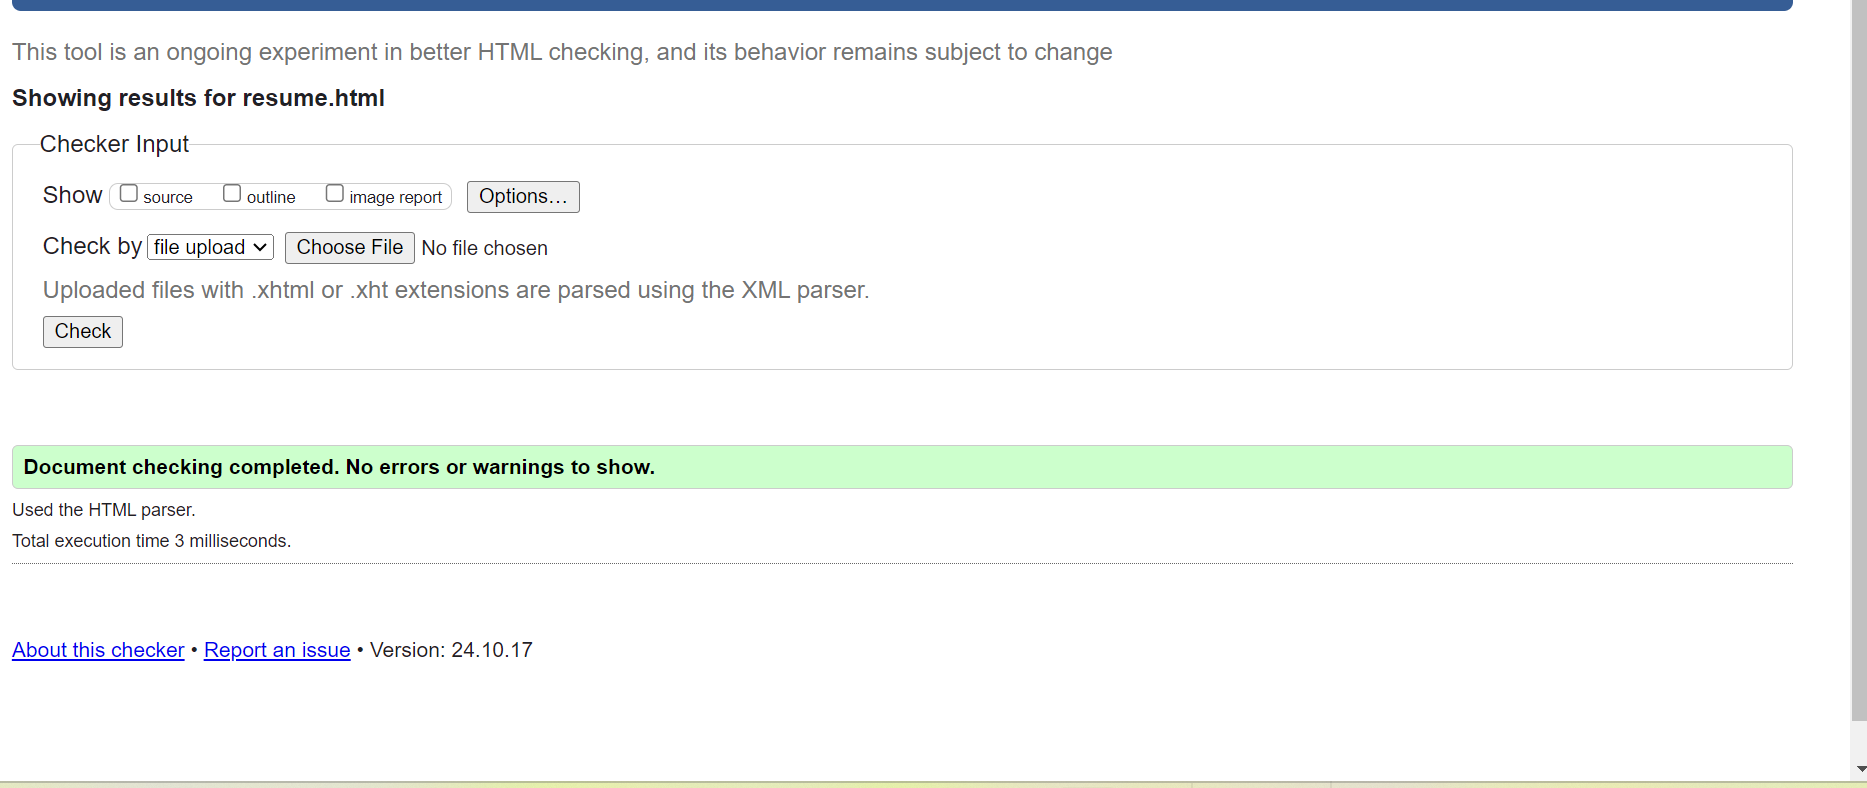 This tool is an ongoing experiment in better HTML checking, and its behavior remains subject to change
Showing results for resume.html
Checker Input
Show source outline image report Options…
Check by file upload Choose File No file chosen
Uploaded files with .xhtml or .xht extensions are parsed using the XML parser.
Check
Document checking completed. No errors or warnings to show.
Used the HTML parser.
Total execution time 3 milliseconds.
About this checker • Report an issue • Version: 24.10.17